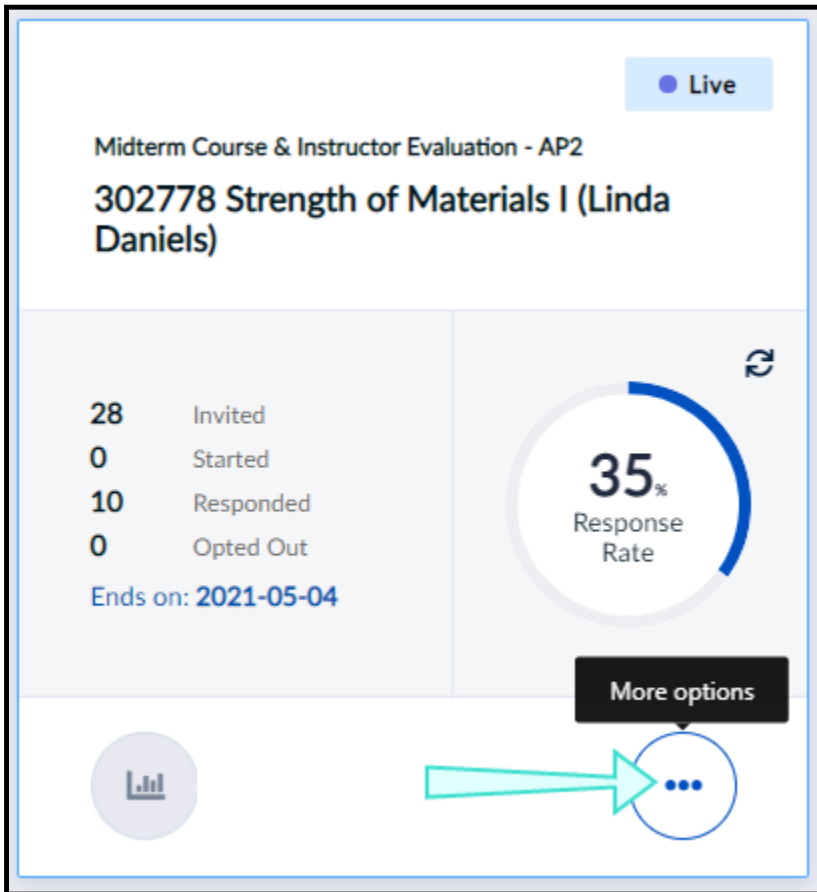 Live
Midterm Course & Instructor Evaluation - AP2
302778 Strength of Materials I (Linda
Daniels)
28 Invited
0 Started
10 Responded
0 Opted Out
Ends on: 2021-05-04
35%
Response
Rate
More options